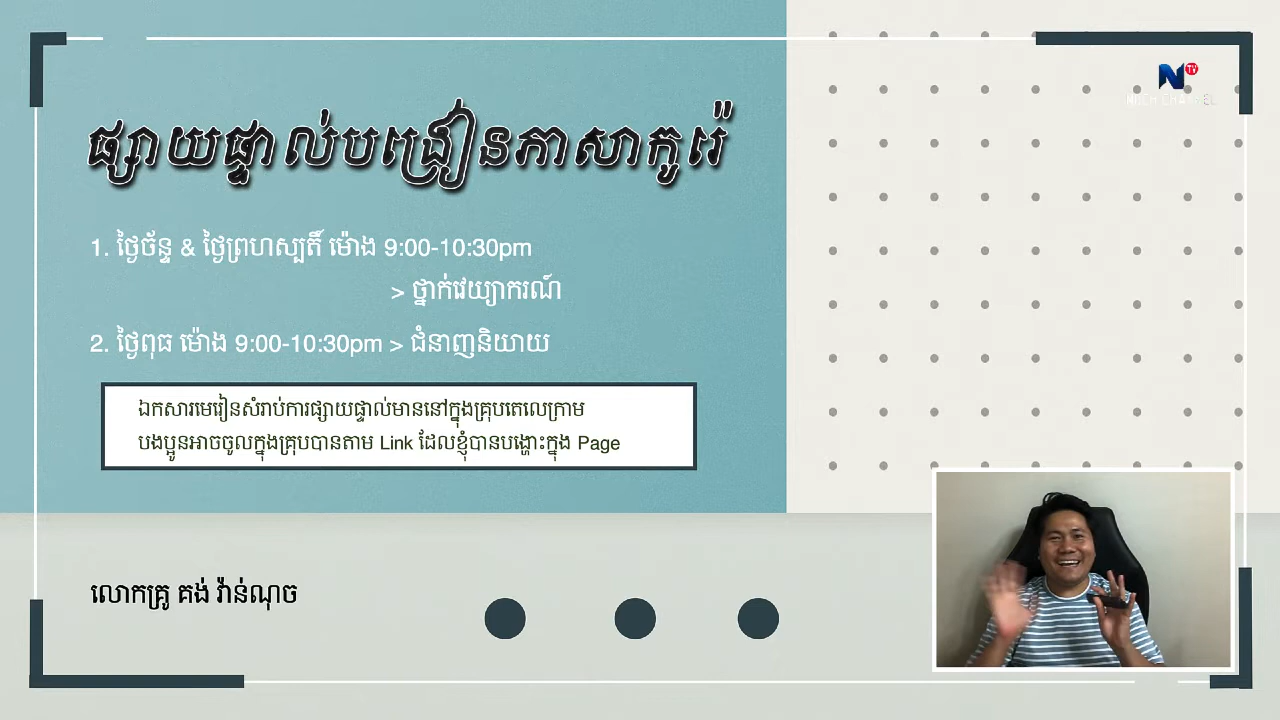 ផ្សាយផ្ទាល់បង្រៀនភាសាកូរ៉េ
1. ថ្ងៃច័ន្ទ & ថ្ងៃព្រហស្បតិ៍ ម៉ោង 9:00-10:30pm
> ថ្នាក់វេយ្យាករណ៍
2. ថ្ងៃពុធ ម៉ោង 9:00-10:30pm > ជំនាញនិយាយ
ឯកសារមេរៀនសំរាប់ការផ្សាយផ្ទាល់មាននៅក្នុងគ្រុបតេលេក្រាម
បងប្អូនអាចចូលក្នុងគ្រុបបានតាម Link ដែលខ្ញុំបានបង្ហោះក្នុង Page
លោកគ្រូ គង់ វ៉ាន់ណុច
N TV